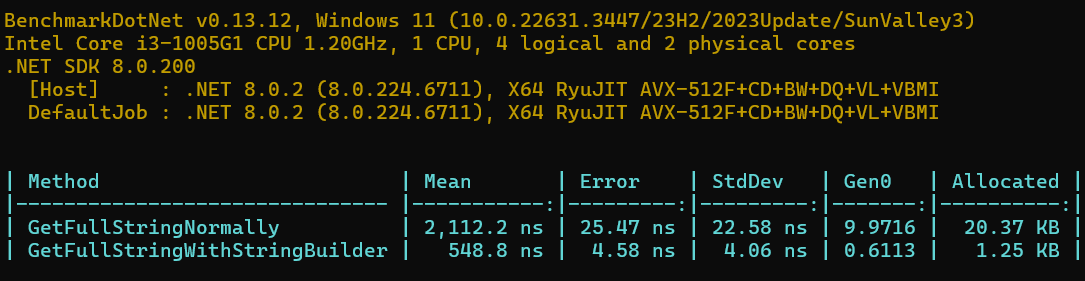 BenchmarkDotNet v0.13.12, Windows 11 (10.0.22631.3447/23H2/2023Update/SunValley3)
Intel Core i3-1005G1 CPU 1.20GHz, 1 CPU, 4 logical and 2 physical cores
.NET SDK 8.0.200
  [Host]     : .NET 8.0.2 (8.0.224.6711), X64 RyuJIT AVX-512F+CD+BW+DQ+VL+VBMI
  DefaultJob : .NET 8.0.2 (8.0.224.6711), X64 RyuJIT AVX-512F+CD+BW+DQ+VL+VBMI
| Method                         | Mean       | Error    | StdDev   | Gen0   | Allocated |
|------------------------------- |-----------:|---------:|---------:|-------:|----------:|
| GetFullStringNormally          | 2,112.2 ns | 25.47 ns | 22.58 ns | 9.9716 |  20.37 KB |
| GetFullStringWithStringBuilder |   548.8 ns |  4.58 ns |  4.06 ns | 0.6113 |   1.25 KB |